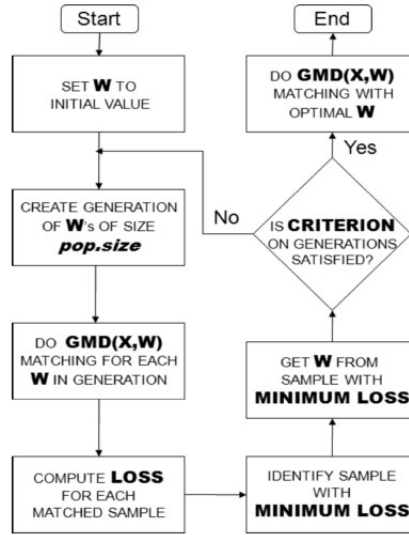 Start
SET W TO
INITIAL VALUE
CREATE GENERATION
OF W's OF SIZE
pop.size
DO GMD(X,W)
MATCHING FOR EACH
W IN GENERATION
COMPUTE LOSS
FOR EACH
MATCHED SAMPLE
IDENTIFY SAMPLE
WITH
MINIMUM LOSS
GET W FROM
SAMPLE WITH
MINIMUM LOSS
IS CRITERION
ON GENERATIONS
SATISFIED?
No
Yes
DO GMD(X,W)
MATCHING WITH
OPTIMAL W
End